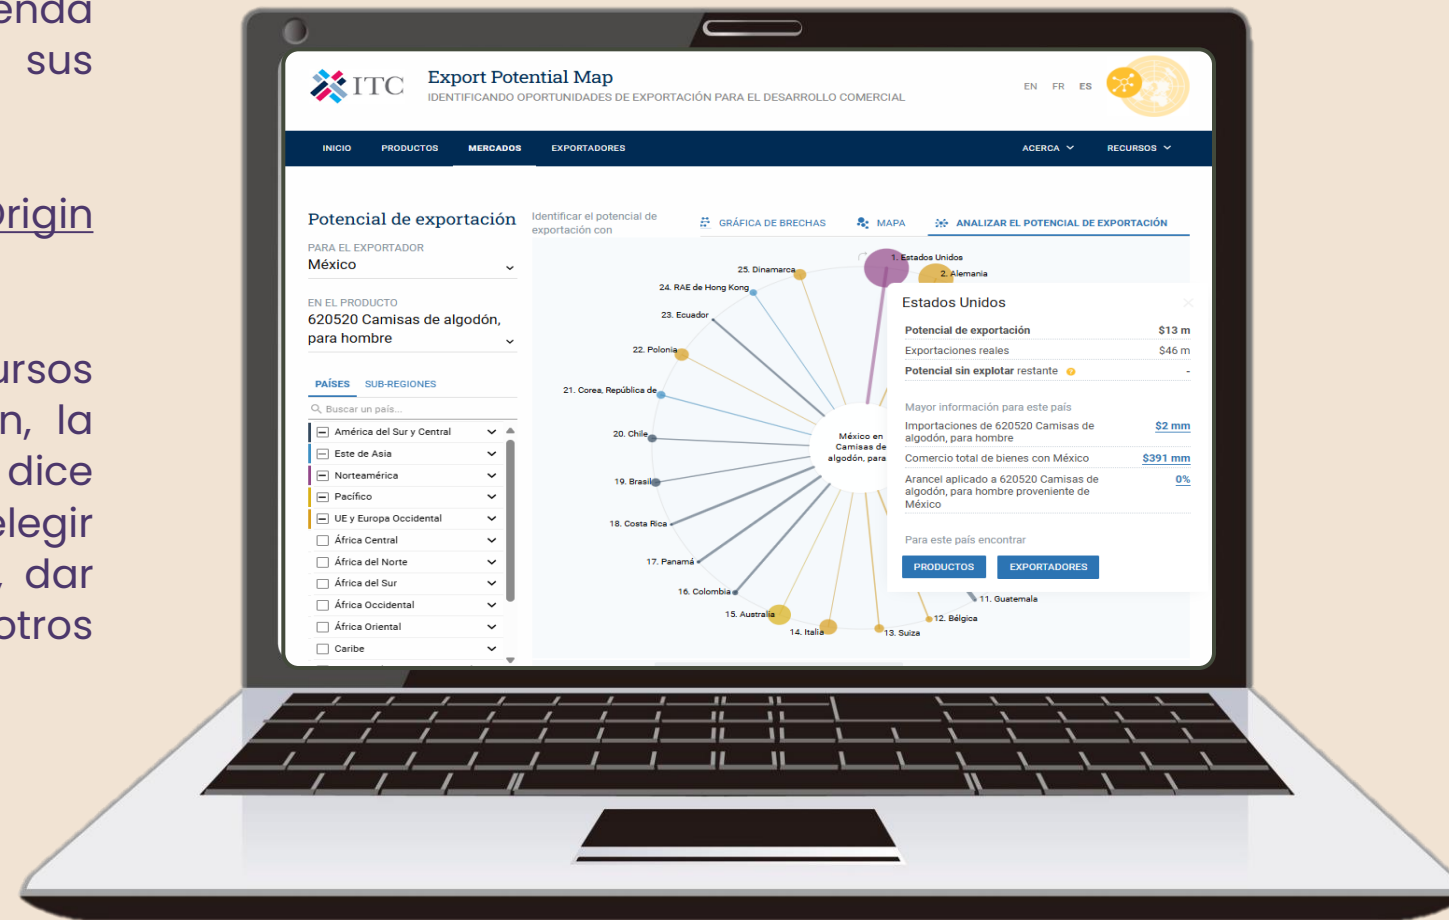 enda
sus
Origin
ursos
n, la
dice
elegir
, dar
otros
ITC
Export Potential Map
IDENTIFICANDO OPORTUNIDADES DE EXPORTACIÓN PARA EL DESARROLLO COMERCIAL
EN FR ES
INICIO PRODUCTOS MERCADOS EXPORTADORES ACERCA RECURSOS
Potencial de exportación
Identificar el potencial de
exportación con
GRÁFICA DE BRECHAS MAPA ANALIZAR EL POTENCIAL DE EXPORTACIÓN
PARA EL EXPORTADOR
México
EN EL PRODUCTO
620520 Camisas de algodón,
para hombre
PAÍSES SUB-REGIONES
Buscar un país...
América del Sur y Central
Este de Asia
Norteamérica
Pacífico
UE y Europa Occidental
África Central
África del Norte
África del Sur
África Occidental
África Oriental
Caribe
1. Estados Unidos
2. Alemania
25. Dinamarca
24. RAE de Hong Kong
23. Ecuador
22. Polonia
21. Corea, República de
20. Chile
19. Brasil
18. Costa Rica
17. Panamá
16. Colombia
15. Australia
14. Italia
13. Suiza
12. Bélgica
11. Guatemala
México en
Camisas de
algodón, para
Estados Unidos
Potencial de exportación $13 m
Exportaciones reales $46 m
Potencial sin explotar restante ? -
Mayor información para este país
Importaciones de 620520 Camisas de $2 mm
algodón, para hombre
Comercio total de bienes con México $391 mm
Arancel aplicado a 620520 Camisas de 0%
algodón, para hombre proveniente de
México
Para este país encontrar
PRODUCTOS EXPORTADORES